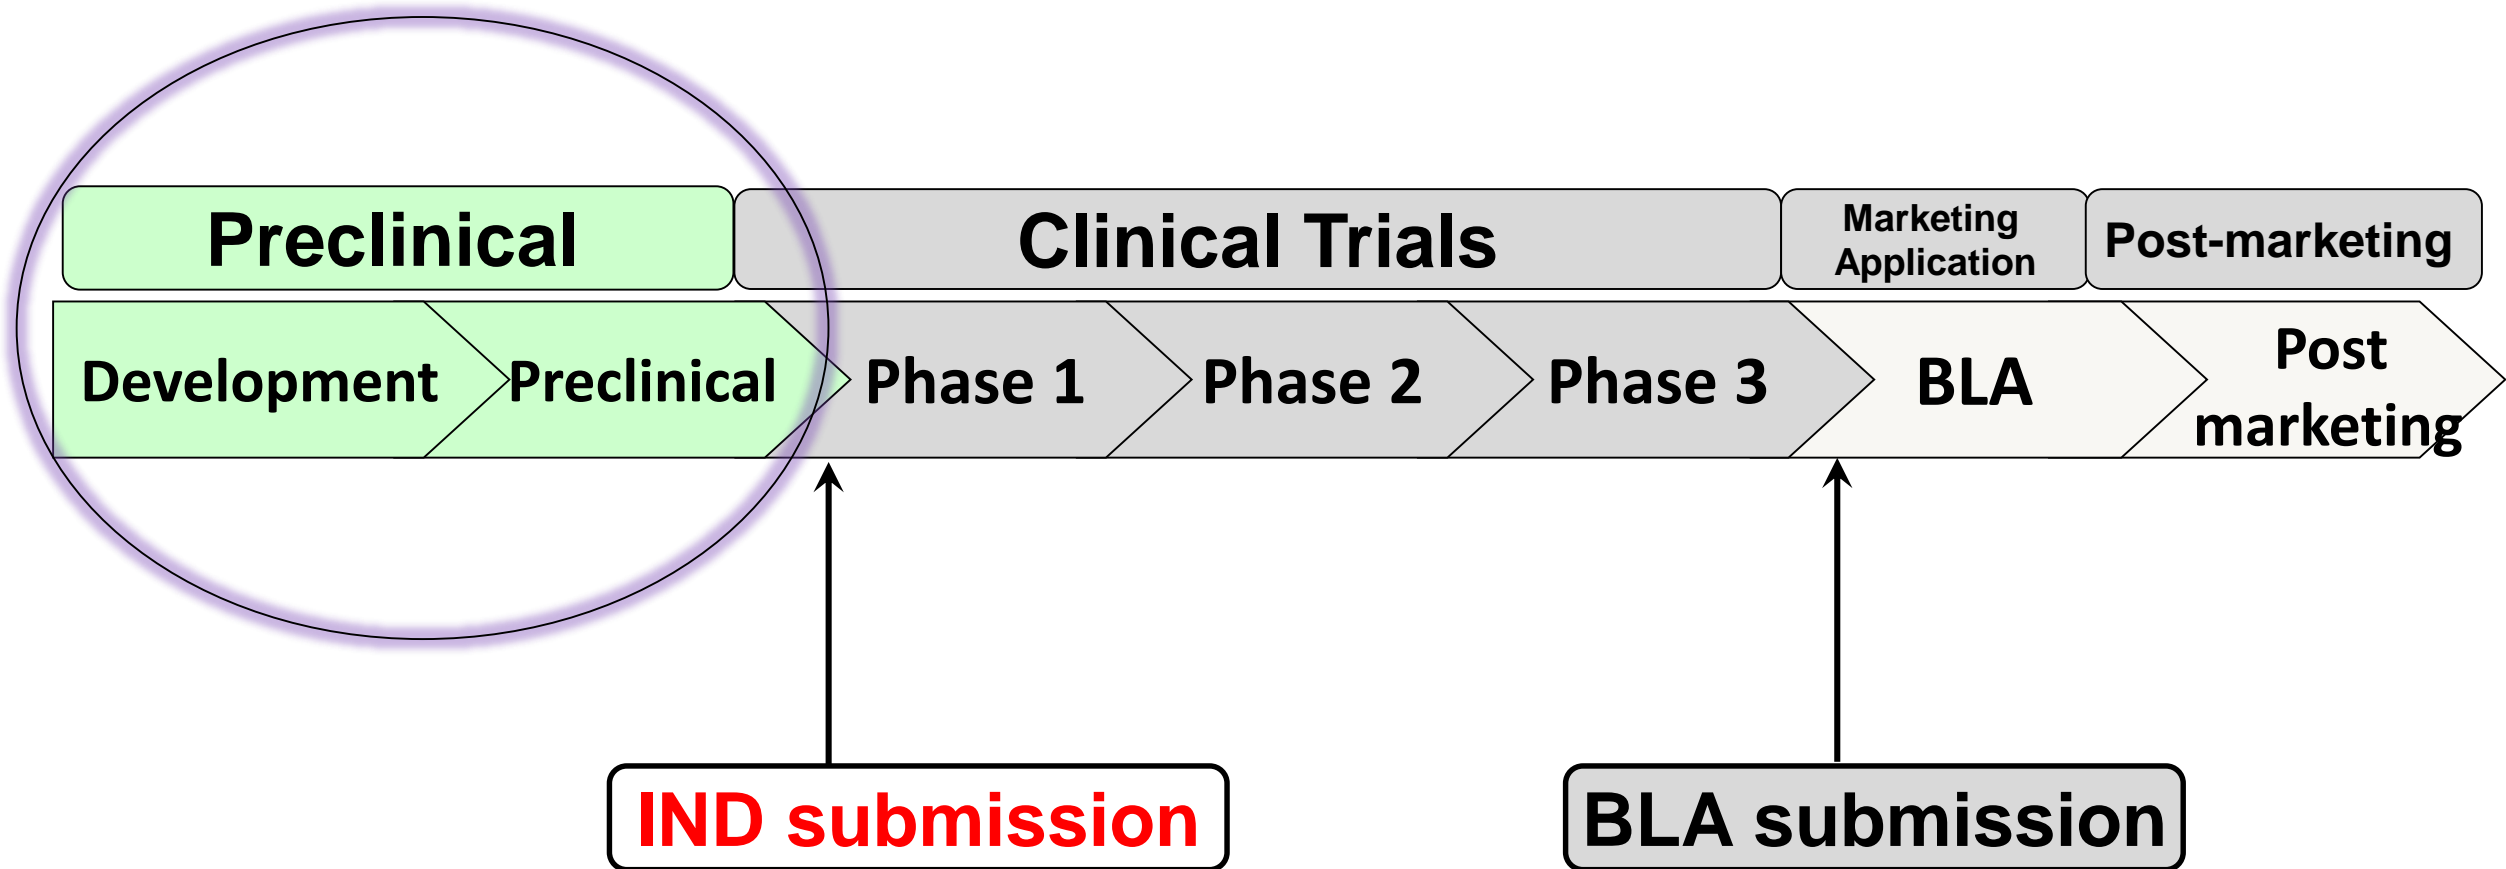 Preclinical
Clinical Trials
Marketing
Application
Post-marketing
Development
Preclinical
Phase 1
Phase 2
Phase 3
BLA
Post
marketing
IND submission
BLA submission